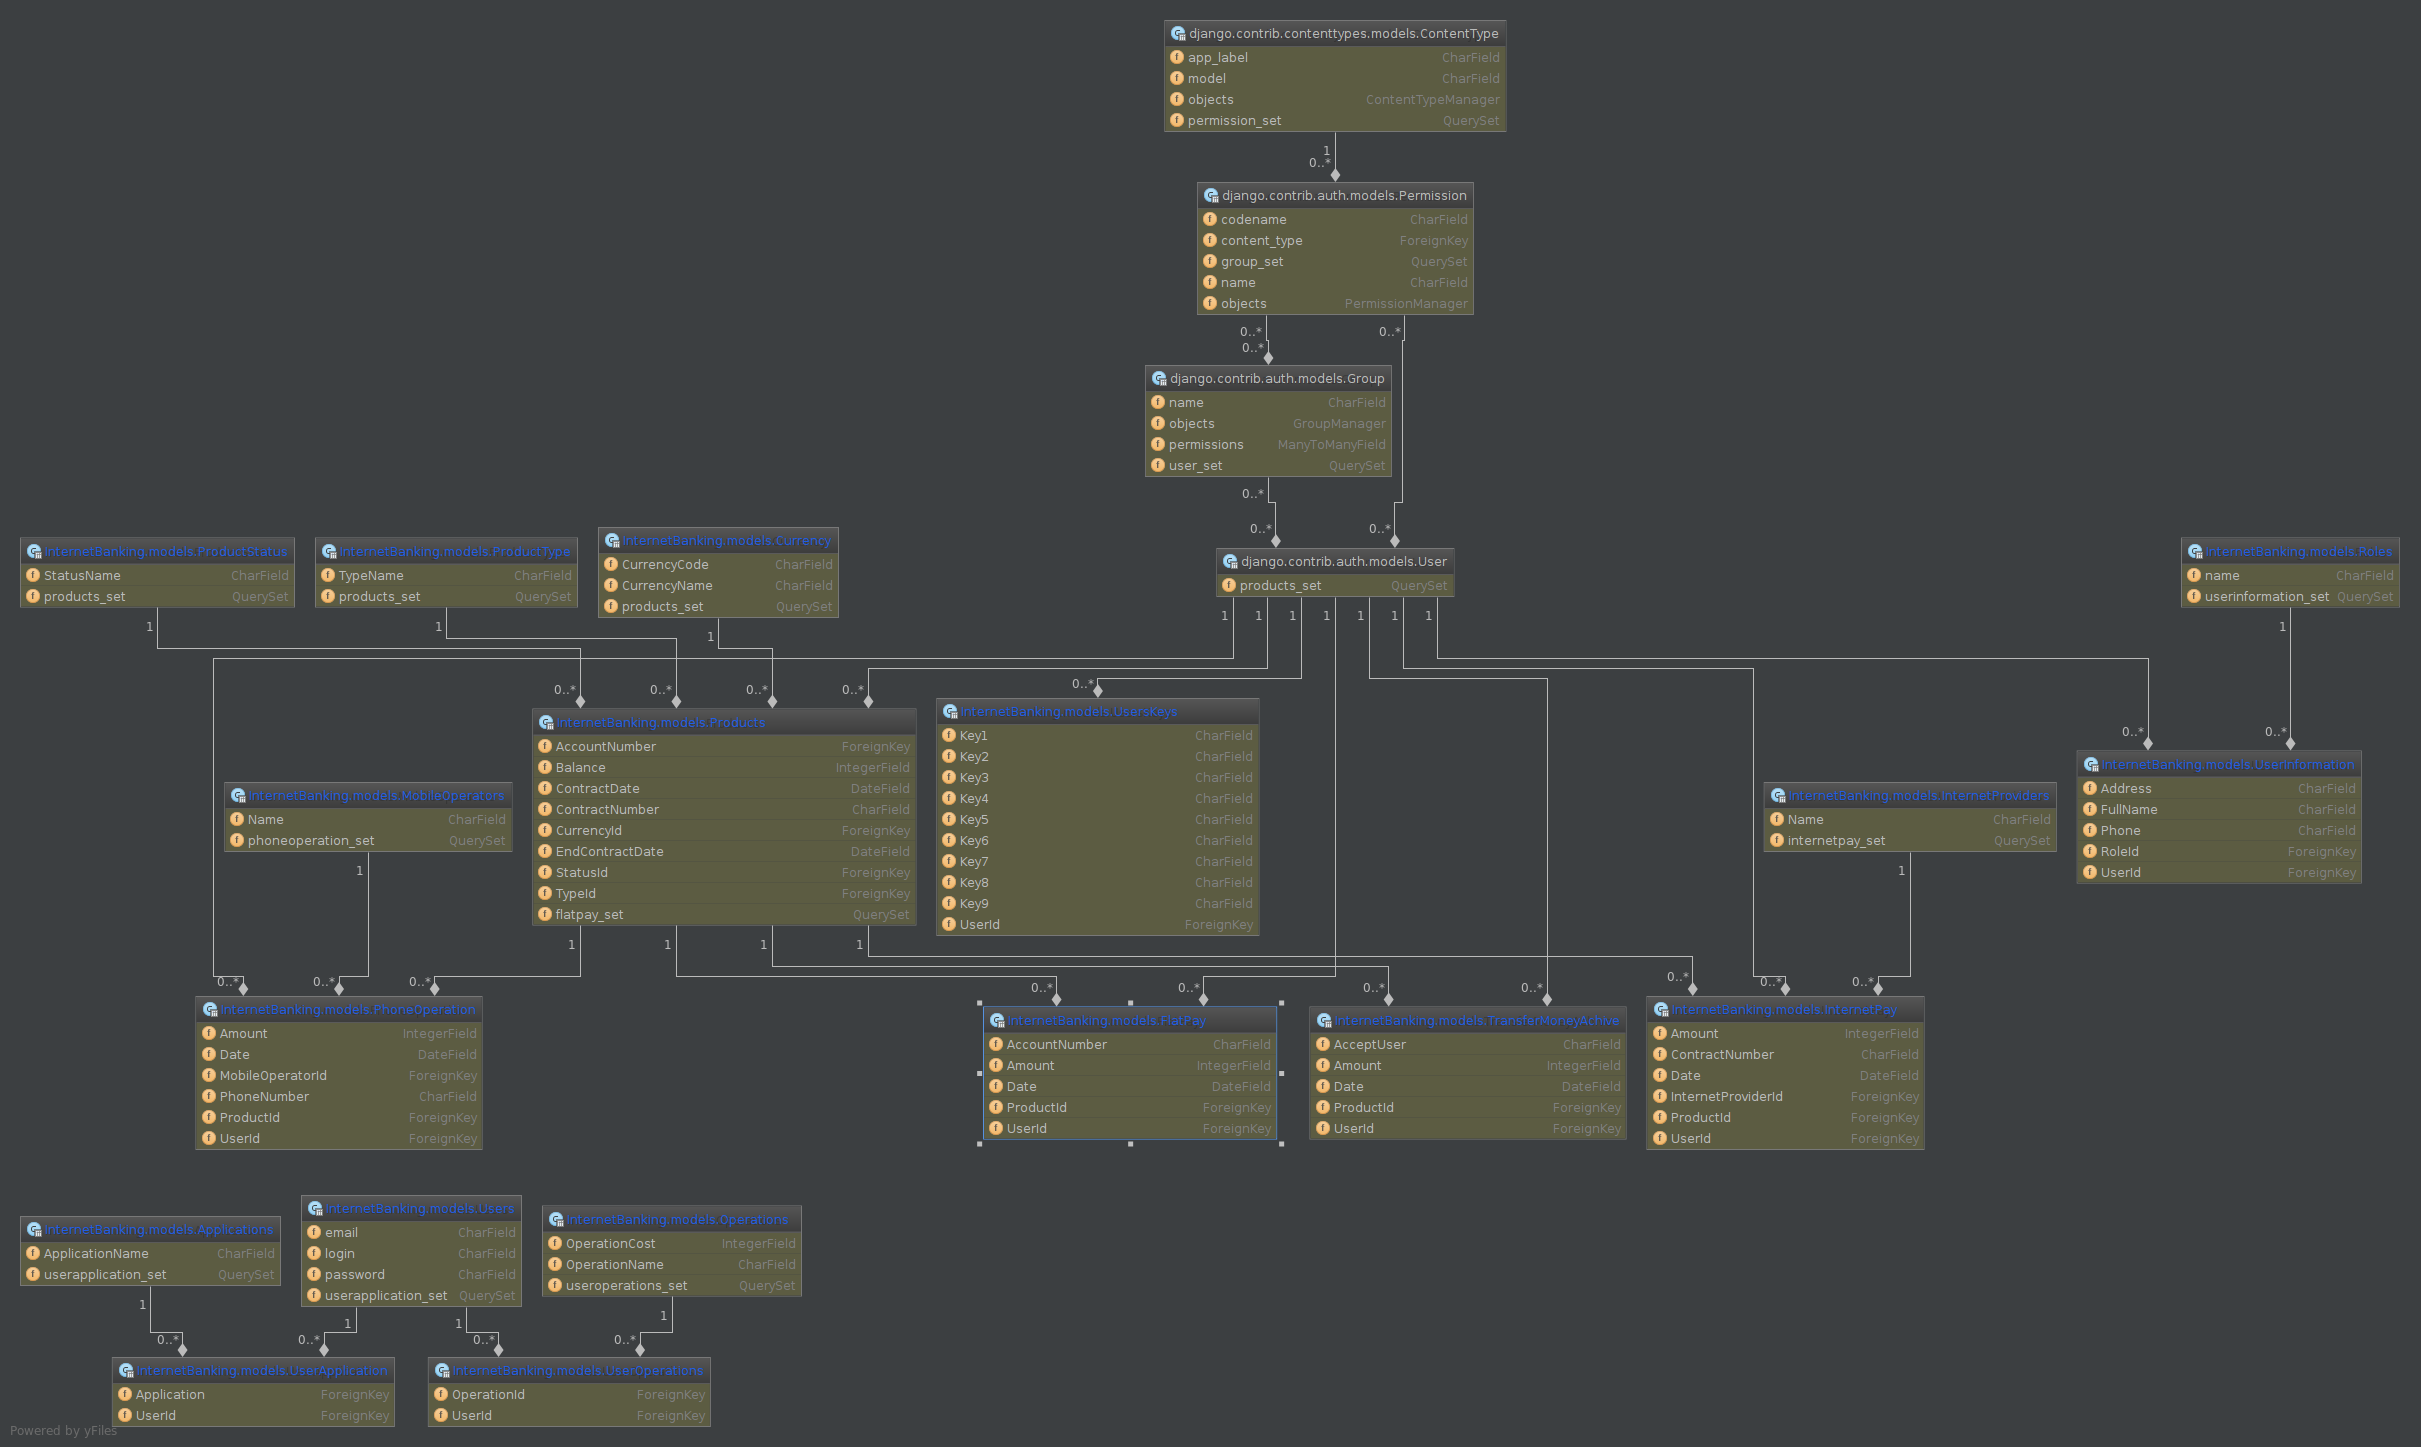 django.contrib.contenttypes.models.ContentType
app_label CharField
model CharField
objects ContentTypeManager
permission_set QuerySet
1
0..*
django.contrib.auth.models.Permission
codename CharField
content_type ForeignKey
group_set QuerySet
name CharField
objects PermissionManager
0..* 0..*
0..*
django.contrib.auth.models.Group
name CharField
objects GroupManager
permissions ManyToManyField
user_set QuerySet
0..*
0..* 0..*
django.contrib.auth.models.User
products_set QuerySet
1 1 1 1 1 1 1
InternetBanking.models.ProductStatus
StatusName CharField
products_set QuerySet
1
InternetBanking.models.ProductType
TypeName CharField
products_set QuerySet
1
InternetBanking.models.Currency
CurrencyCode CharField
CurrencyName CharField
products_set QuerySet
1
InternetBanking.models.Roles
name CharField
userinformation_set QuerySet
1
0..* 0..* 0..* 0..*
InternetBanking.models.Products
AccountNumber ForeignKey
Balance IntegerField
ContractDate DateField
ContractNumber CharField
CurrencyId ForeignKey
EndContractDate DateField
StatusId ForeignKey
TypeId ForeignKey
flatpay_set QuerySet
1 1 1 1
0..*
InternetBanking.models.UsersKeys
Key1 CharField
Key2 CharField
Key3 CharField
Key4 CharField
Key5 CharField
Key6 CharField
Key7 CharField
Key8 CharField
Key9 CharField
UserId ForeignKey
InternetBanking.models.MobileOperators
Name CharField
phoneoperation_set QuerySet
1
InternetBanking.models.InternetProviders
Name CharField
internetpay_set QuerySet
1
0..* 0..*
InternetBanking.models.UserInformation
Address CharField
FullName CharField
Phone CharField
RoleId ForeignKey
UserId ForeignKey
0..* 0..* 0..*
InternetBanking.models.PhoneOperation
Amount IntegerField
Date DateField
MobileOperatorId ForeignKey
PhoneNumber CharField
ProductId ForeignKey
UserId ForeignKey
0..* 0..*
InternetBanking.models.FlatPay
AccountNumber CharField
Amount IntegerField
Date DateField
ProductId ForeignKey
UserId ForeignKey
0..* 0..*
InternetBanking.models.TransferMoneyAchive
AcceptUser CharField
Amount IntegerField
Date DateField
ProductId ForeignKey
UserId ForeignKey
0..* 0..* 0..*
InternetBanking.models.InternetPay
Amount IntegerField
ContractNumber CharField
Date DateField
InternetProviderId ForeignKey
ProductId ForeignKey
UserId ForeignKey
InternetBanking.models.Applications
ApplicationName CharField
userapplication_set QuerySet
1
InternetBanking.models.Users
email CharField
login CharField
password CharField
userapplication_set QuerySet
1 1
InternetBanking.models.Operations
OperationCost IntegerField
OperationName CharField
useroperations_set QuerySet
1
0..* 0..*
InternetBanking.models.UserApplication
Application ForeignKey
UserId ForeignKey
0..* 0..*
InternetBanking.models.UserOperations
OperationId ForeignKey
UserId ForeignKey
Powered by yFiles